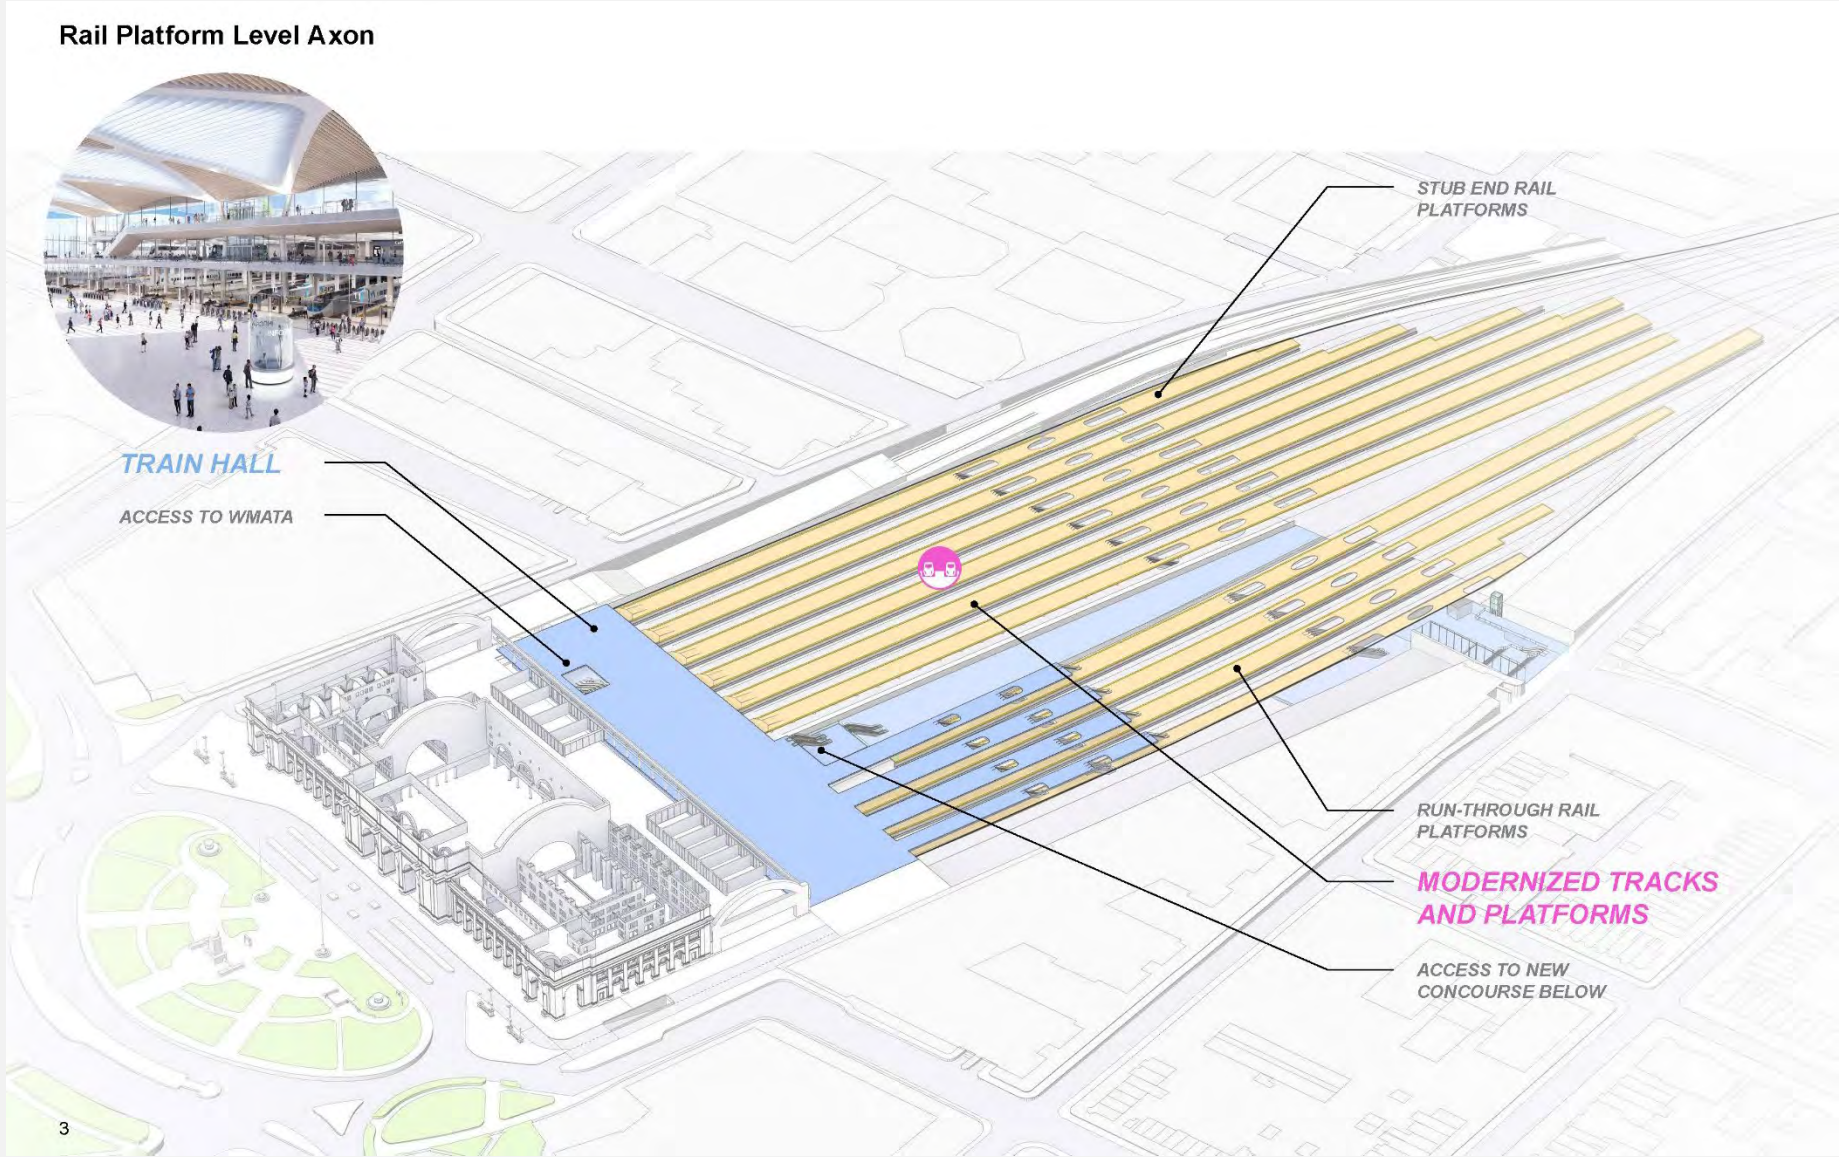 Rail Platform Level Axon
STUB END RAIL
PLATFORMS
TRAIN HALL
ACCESS TO WMATA
RUN-THROUGH RAIL
PLATFORMS
MODERNIZED TRACKS
AND PLATFORMS
ACCESS TO NEW
CONCOURSE BELOW
3